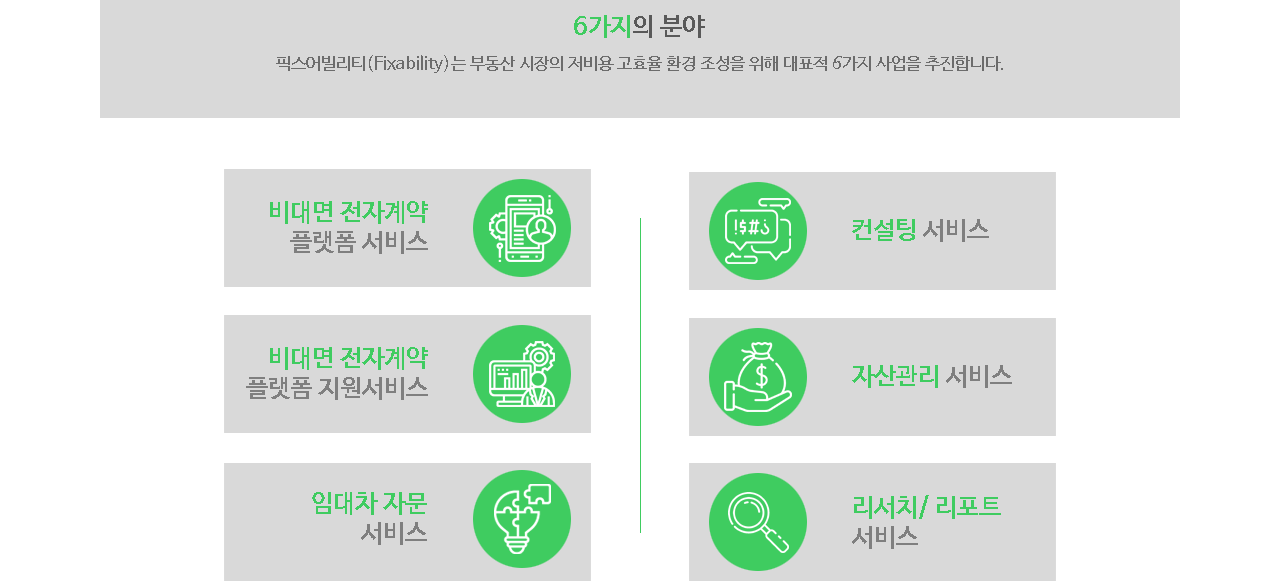 6가지의 분야
픽스어빌리티(Fixability)는 부동산 시장의 저비용 고효율 환경 조성을 위해 대표적 6가지 사업을 추진합니다.
비대면 전자계약
플랫폼 서비스
컨설팅 서비스
!$#¿
비대면 전자계약
플랫폼 지원서비스
자산관리 서비스
$
임대차 자문
서비스
리서치/ 리포트
서비스